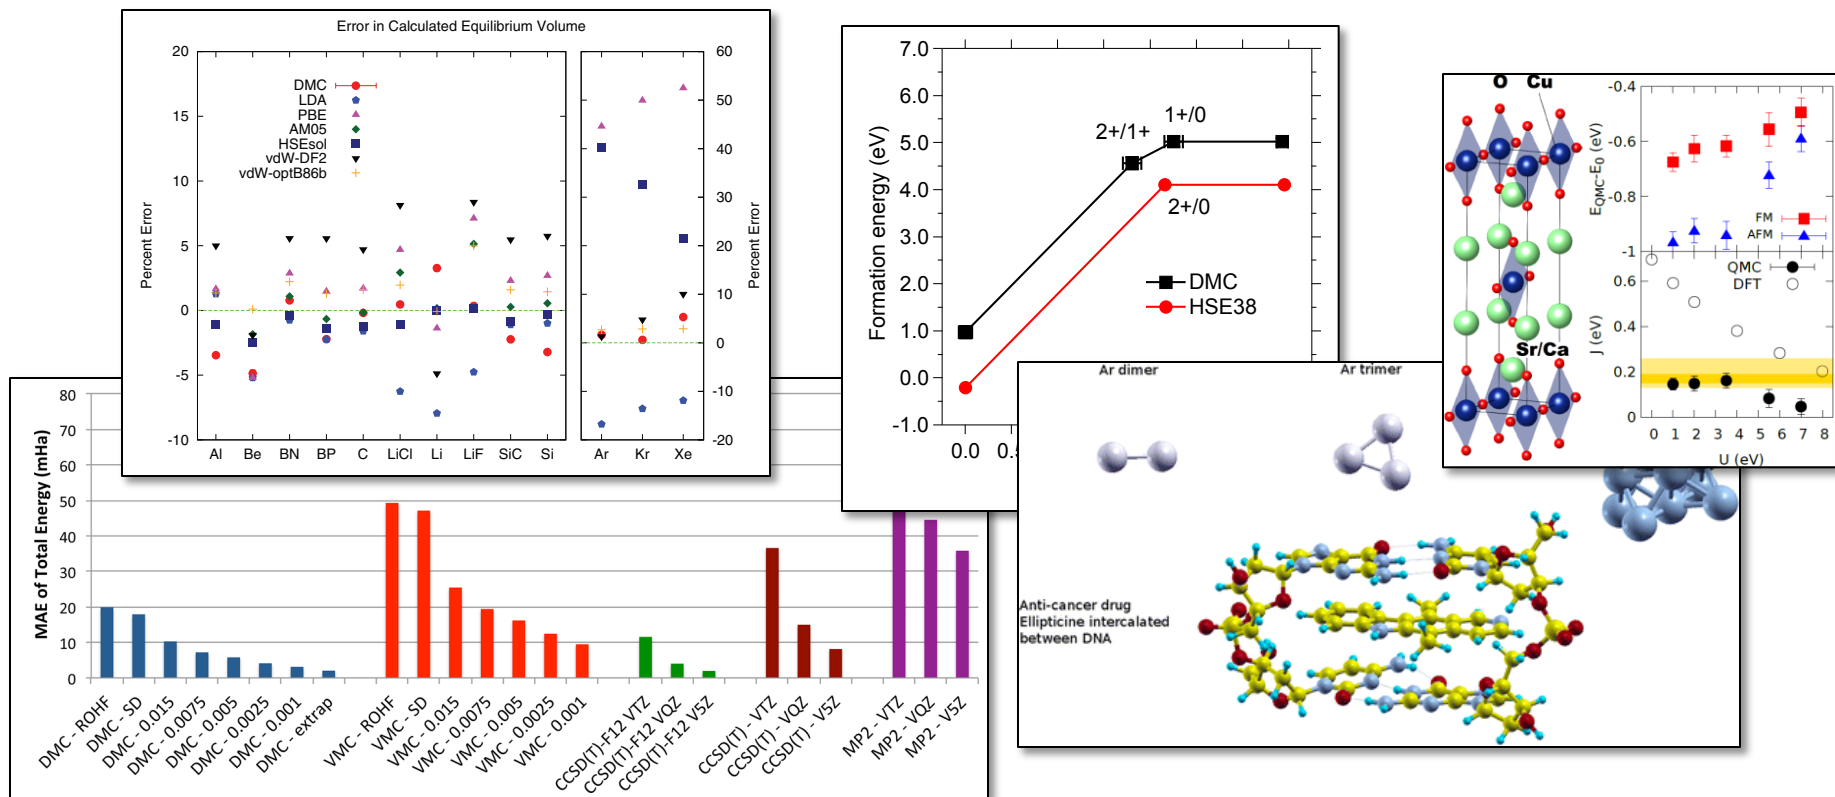 Error in Calculated Equilibrium Volume
20
15
10
5
0
-5
-10
Percent Error
DMC
LDA
PBE
AM05
HSEsol
vdW-DF2
vdW-optB86b
Al Be BN BP C LiCl Li LiF SiC Si
60
50
40
30
20
10
0
-10
-20
Percent Error
Ar Kr Xe
MAE of Total Energy (mHa)
80
70
60
50
40
30
20
10
0
DMC - ROHF
DMC - SD
DMC - 0.015
DMC - 0.0075
DMC - 0.005
DMC - 0.0025
DMC - 0.001
DMC - extrap
VMC - ROHF
VMC - SD
VMC - 0.015
VMC - 0.0075
VMC - 0.005
VMC - 0.0025
VMC - 0.001
CCSD(T)-F12 VTZ
CCSD(T)-F12 VQZ
CCSD(T)-F12 V5Z
CCSD(T) - VTZ
CCSD(T) - VQZ
CCSD(T) - V5Z
MP2 - VTZ
MP2 - VQZ
MP2 - V5Z
Formation energy (eV)
7.0
6.0
5.0
4.0
3.0
2.0
1.0
0.0
-1.0
2+/1+
1+/0
2+/0
DMC
HSE38
0.0
Ar dimer
Ar trimer
Anti-cancer drug
Ellipticine intercalated
between DNA
O Cu
Sr/Ca
E_QMC-E_0 (eV)
-0.4
-0.6
-0.8
-1
FM
AFM
QMC
DFT
J (eV)
0.6
0.4
0.2
0
0 1 2 3 4 5 6 7 8
U (eV)